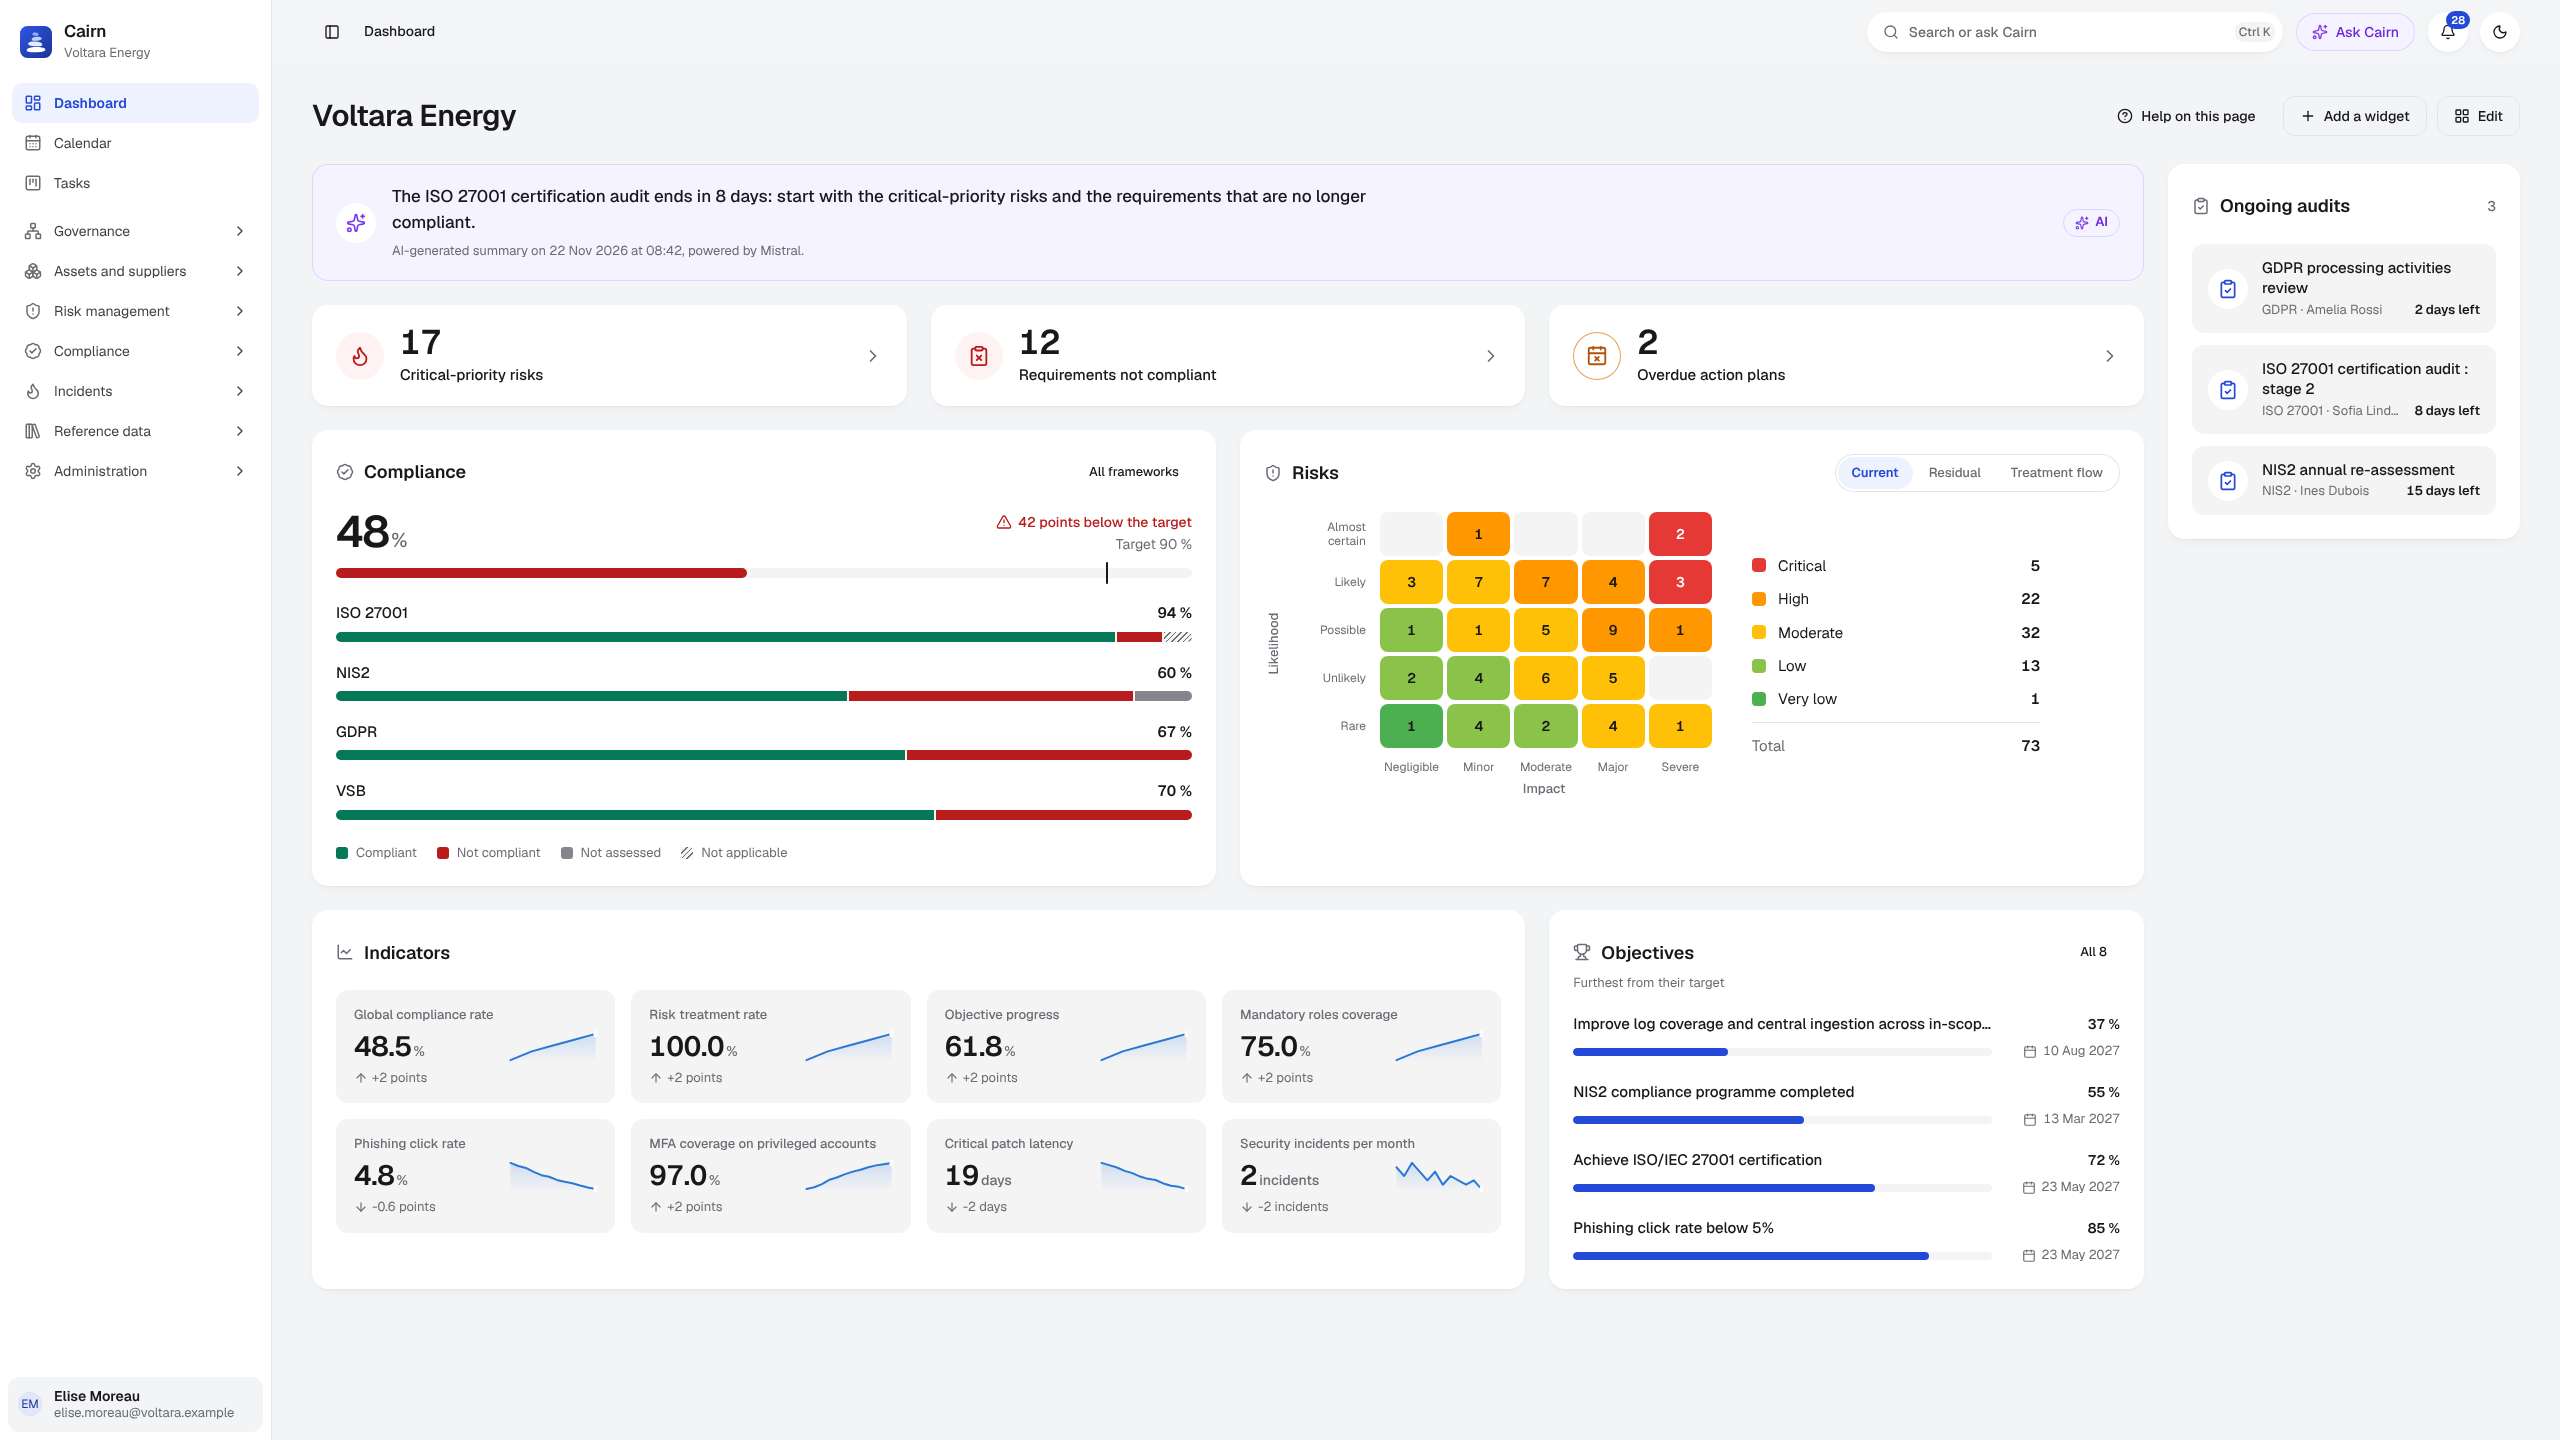 Cairn
Voltara Energy
Dashboard
Calendar
Tasks
Governance
Assets and suppliers
Risk management
Compliance
Incidents
Reference data
Administration
EM
Elise Moreau
elise.moreau@voltara.example
Dashboard
Search or ask Cairn
Ctrl K
Ask Cairn
28
Voltara Energy
Help on this page
Add a widget
Edit
The ISO 27001 certification audit ends in 8 days: start with the critical-priority risks and the requirements that are no longer
compliant.
AI-generated summary on 22 Nov 2026 at 08:42, powered by Mistral.
AI
17
Critical-priority risks
12
Requirements not compliant
2
Overdue action plans
Compliance
All frameworks
48%
42 points below the target
Target 90 %
ISO 27001 94 %
NIS2 60 %
GDPR 67 %
VSB 70 %
Compliant Not compliant Not assessed Not applicable
Risks
Current Residual Treatment flow
Likelihood
Almost
certain
1 2
Likely 3 7 7 4 3
Possible 1 1 5 9 1
Unlikely 2 4 6 5
Rare 1 4 2 4 1
Negligible Minor Moderate Major Severe
Impact
Critical 5
High 22
Moderate 32
Low 13
Very low 1
Total 73
Indicators
Global compliance rate
48.5%
+2 points
Risk treatment rate
100.0%
+2 points
Objective progress
61.8%
+2 points
Mandatory roles coverage
75.0%
+2 points
Phishing click rate
4.8%
-0.6 points
MFA coverage on privileged accounts
97.0%
+2 points
Critical patch latency
19 days
-2 days
Security incidents per month
2 incidents
-2 incidents
Objectives
All 8
Furthest from their target
Improve log coverage and central ingestion across in-scop... 37 %
10 Aug 2027
NIS2 compliance programme completed 55 %
13 Mar 2027
Achieve ISO/IEC 27001 certification 72 %
23 May 2027
Phishing click rate below 5% 85 %
23 May 2027
Ongoing audits
3
GDPR processing activities
review
GDPR · Amelia Rossi 2 days left
ISO 27001 certification audit :
stage 2
ISO 27001 · Sofia Lind... 8 days left
NIS2 annual re-assessment
NIS2 · Ines Dubois 15 days left